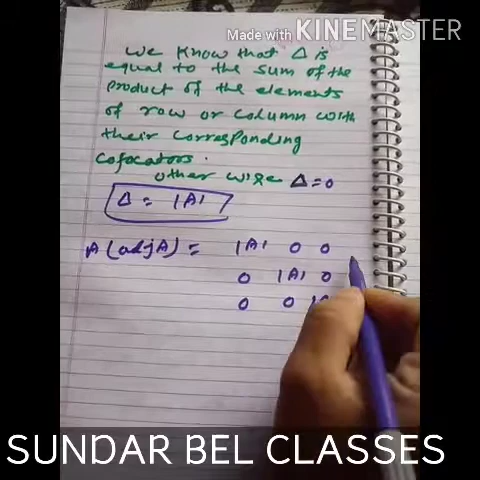 Made with KINEMASTER
We Know that Δ is
equal to the sum of the
product of the elements
of row or column with
their corresponding
cofocators.
other wise Δ=0
Δ = |A|
A(adjA) = |A| 0 0
0 |A| 0
0 0
SUNDAR BEL CLASSES